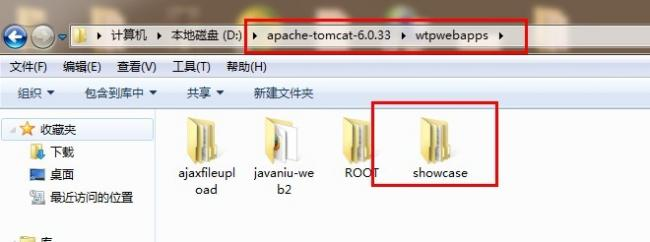 计算机 本地磁盘 (D:) apache-tomcat-6.0.33 wtpwebapps
文件(F) 编辑(E) 查看(V) 工具(T) 帮助(H)
组织 包含到库中 共享 新建文件夹
收藏夹
下载
桌面
最近访问的位置
库
ajaxfileupl
oad
javaniu-we
b2
ROOT
showcase